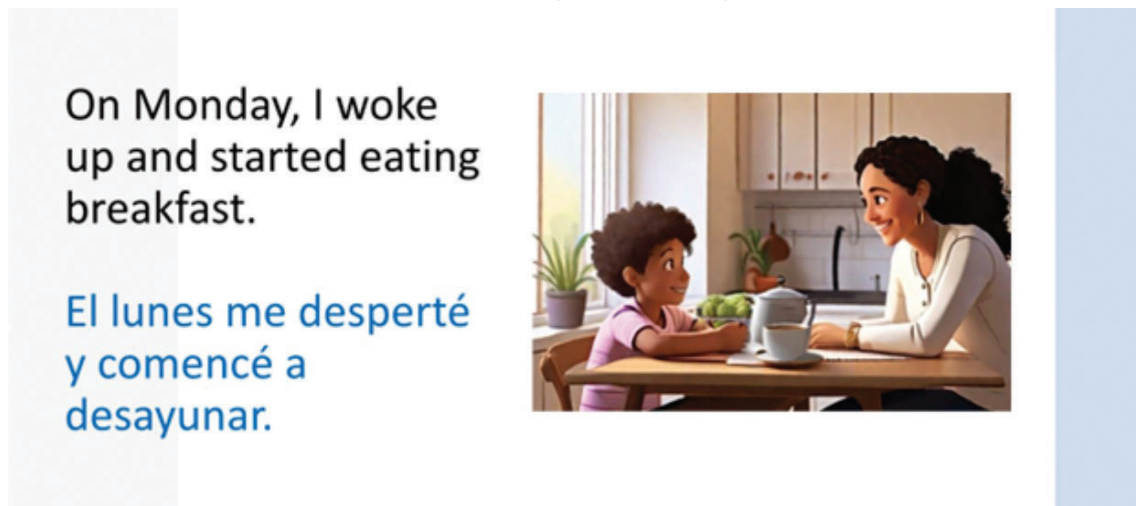 On Monday, I woke
up and started eating
breakfast.
El lunes me desperté
y comencé a
desayunar.